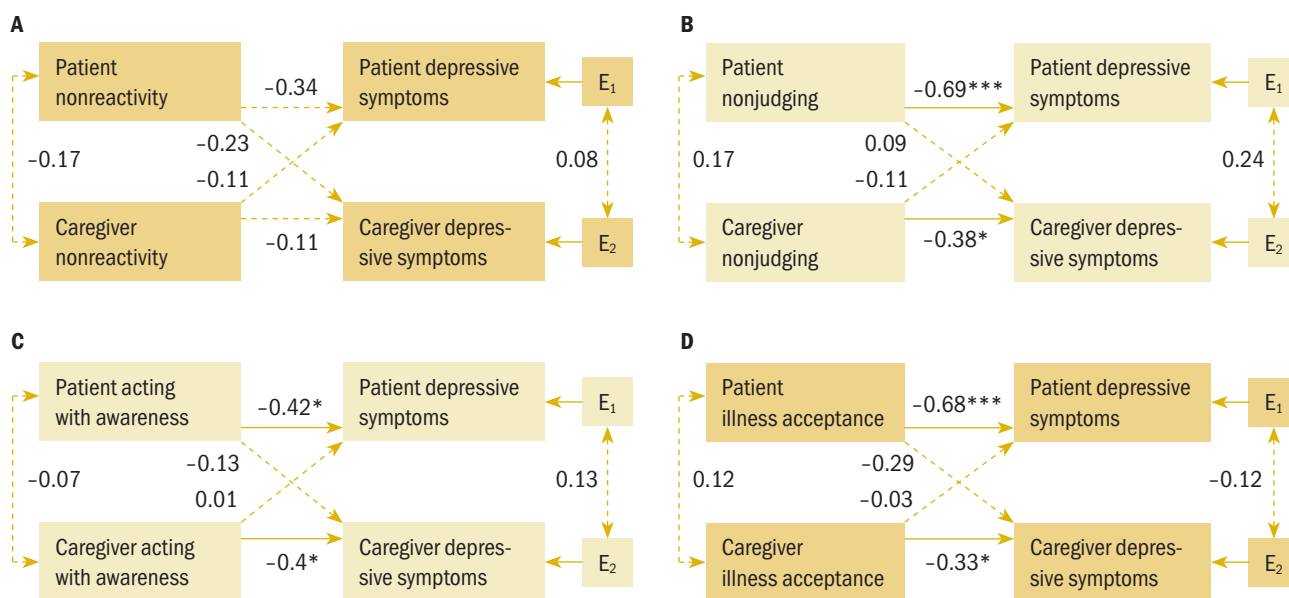 A
Patient
nonreactivity
–0.34
Patient depressive
symptoms
E₁
–0.17
–0.23
–0.11
0.08
Caregiver
nonreactivity
–0.11
Caregiver depres-
sive symptoms
E₂
B
Patient
nonjudging
–0.69***
Patient depressive
symptoms
E₁
0.17
0.09
–0.11
0.24
Caregiver
nonjudging
–0.38*
Caregiver depres-
sive symptoms
E₂
C
Patient acting
with awareness
–0.42*
Patient depressive
symptoms
E₁
–0.07
–0.13
0.01
0.13
Caregiver acting
with awareness
–0.4*
Caregiver depres-
sive symptoms
E₂
D
Patient
illness acceptance
–0.68***
Patient depressive
symptoms
E₁
0.12
–0.29
–0.03
–0.12
Caregiver
illness acceptance
–0.33*
Caregiver depres-
sive symptoms
E₂